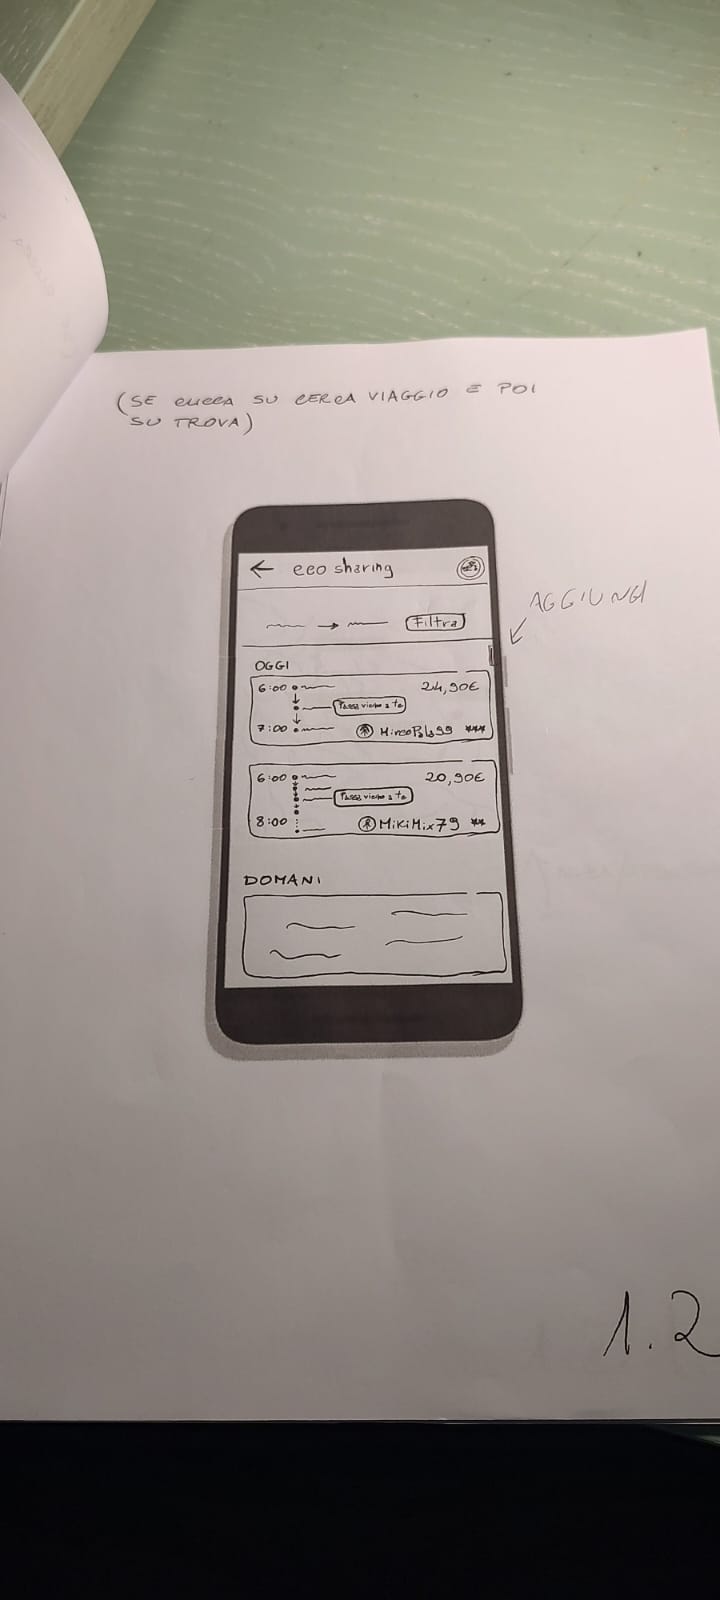 (SE CLICCA SU CERCA VIAGGIO E POI
SU TROVA)
← eco sharing
→ Filtra
AGGIUNGI
OGGI
6:00 24,90€
Passa vicino a te
7:00 MircoPola99 ***
6:00 20,90€
Passa vicino a te
8:00 MikiMix79 **
DOMANI
1.2